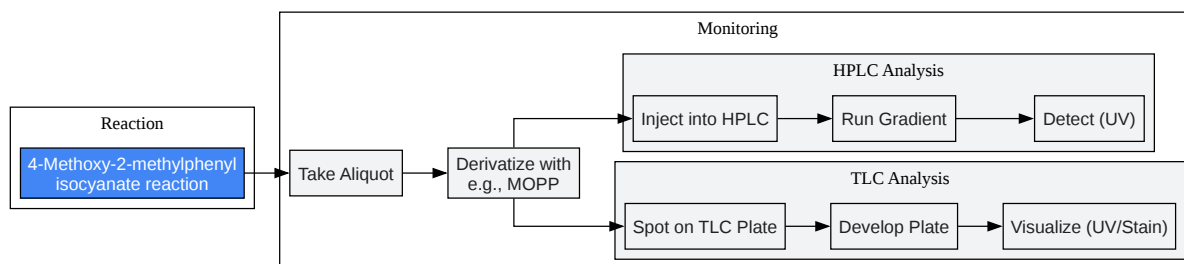 Monitoring
HPLC Analysis
Inject into HPLC
Run Gradient
Detect (UV)
Reaction
4-Methoxy-2-methylphenyl
isocyanate reaction
Take Aliquot
Derivatize with
e.g., MOPP
TLC Analysis
Spot on TLC Plate
Develop Plate
Visualize (UV/Stain)